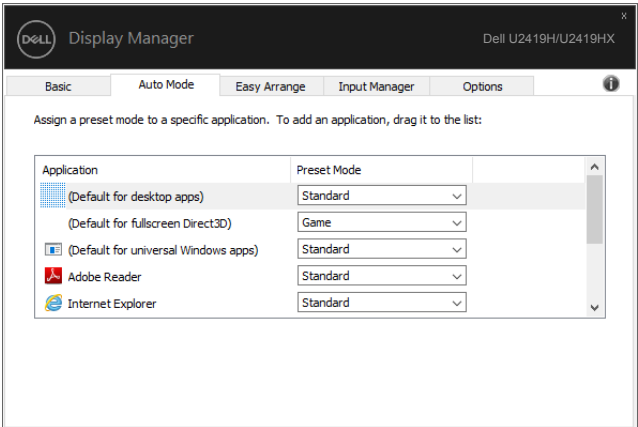 x
DELL Display Manager Dell U2419H/U2419HX
Basic Auto Mode Easy Arrange Input Manager Options i
Assign a preset mode to a specific application. To add an application, drag it to the list:
Application Preset Mode
(Default for desktop apps) Standard
(Default for fullscreen Direct3D) Game
(Default for universal Windows apps) Standard
Adobe Reader Standard
Internet Explorer Standard